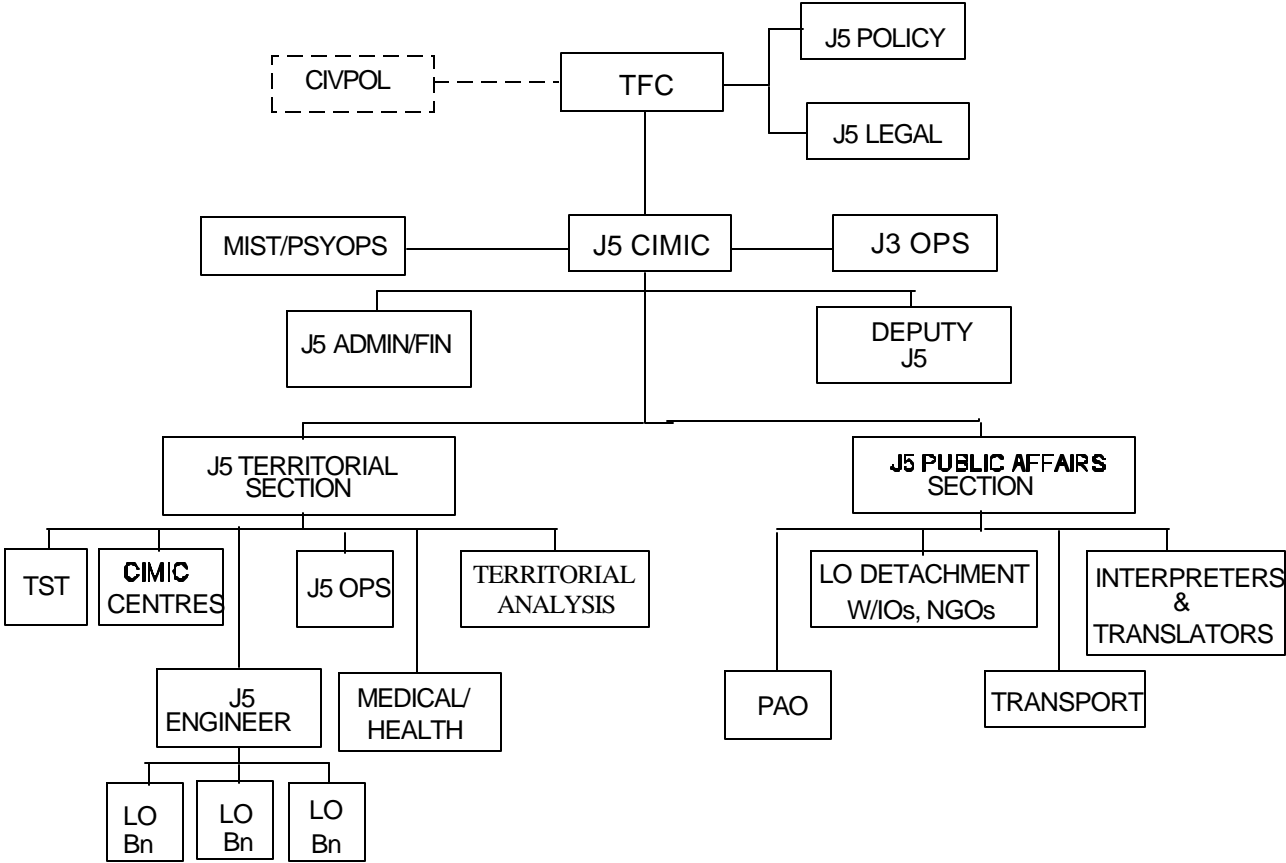 J5 POLICY
CIVPOL
TFC
J5 LEGAL
MIST/PSYOPS
J5 CIMIC
J3 OPS
J5 ADMIN/FIN
DEPUTY
J5
J5 TERRITORIAL
SECTION
J5 PUBLIC AFFAIRS
SECTION
TST
CIMIC
CENTRES
J5 OPS
TERRITORIAL
ANALYSIS
LO DETACHMENT
W/IOs, NGOs
INTERPRETERS
&
TRANSLATORS
J5
ENGINEER
MEDICAL/
HEALTH
PAO
TRANSPORT
LO
Bn
LO
Bn
LO
Bn